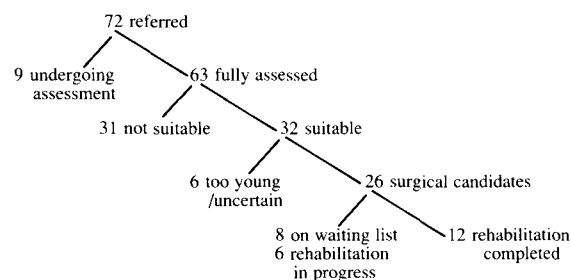 72 referred
9 undergoing
assessment
63 fully assessed
31 not suitable
32 suitable
6 too young
/uncertain
26 surgical candidates
8 on waiting list
6 rehabilitation
in progress
12 rehabilitation
completed